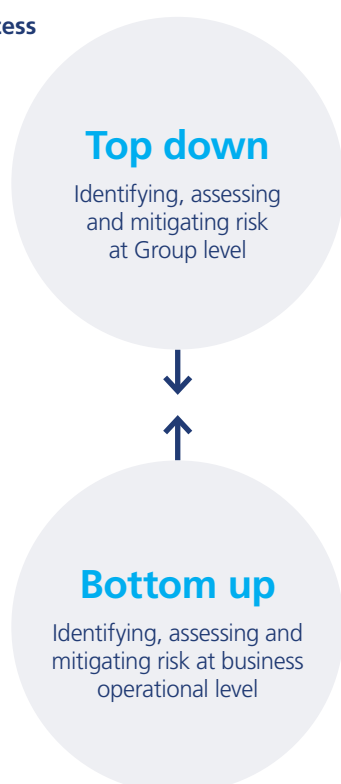 Top down
Identifying, assessing
and mitigating risk
at Group level
Bottom up
Identifying, assessing and
mitigating risk at business
operational level